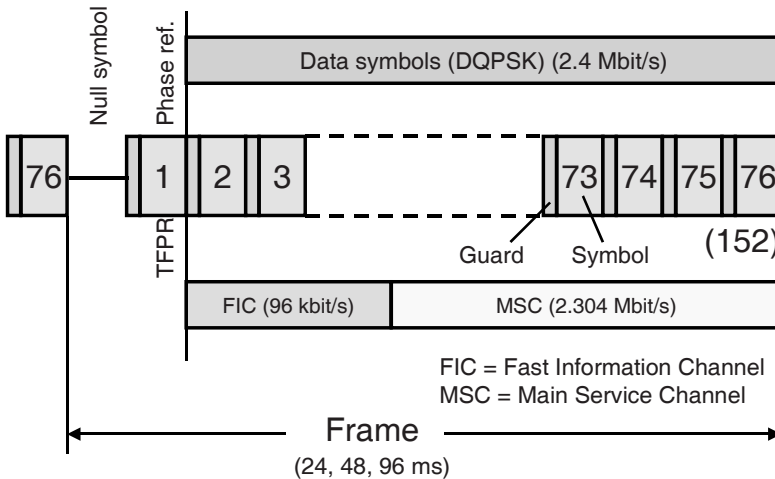 Null symbol
Phase ref.
Data symbols (DQPSK) (2.4 Mbit/s)
76
1
2
3
73
74
75
76
TFPR
Guard
Symbol
(152)
FIC (96 kbit/s)
MSC (2.304 Mbit/s)
FIC = Fast Information Channel
MSC = Main Service Channel
Frame
(24, 48, 96 ms)